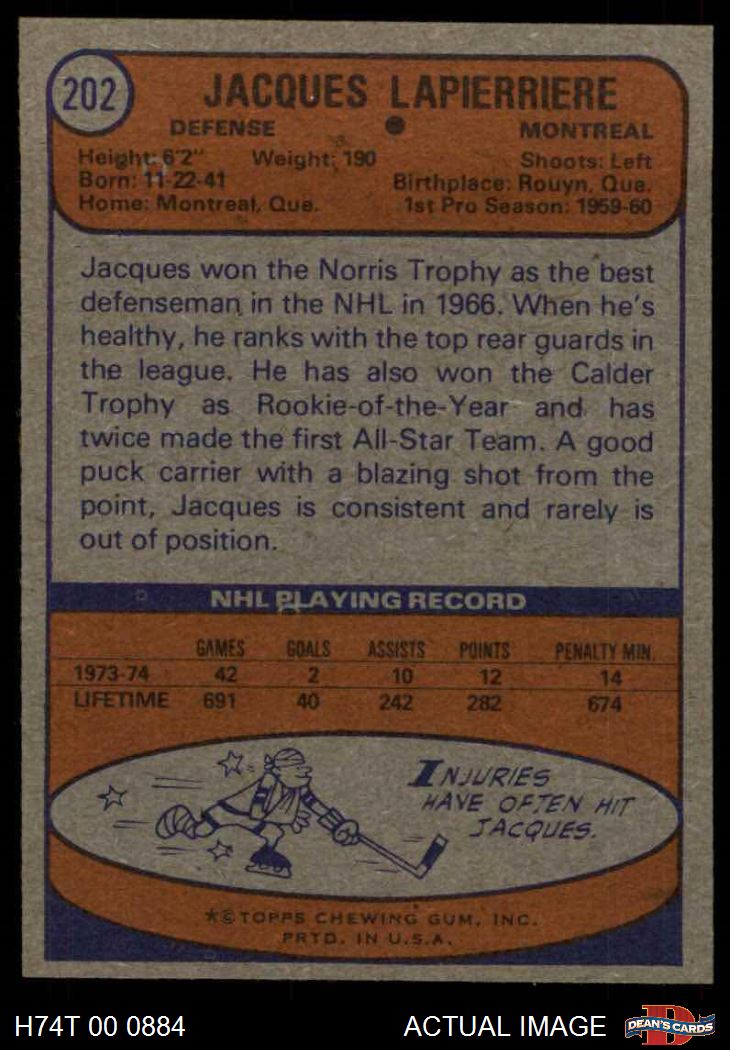 202
JACQUES LAPIERRIERE
DEFENSE ● MONTREAL
Height: 6'2" Weight: 190 Shoots: Left
Born: 11-22-41 Birthplace: Rouyn, Que.
Home: Montreal, Que. 1st Pro Season: 1959-60
Jacques won the Norris Trophy as the best
defenseman in the NHL in 1966. When he's
healthy, he ranks with the top rear guards in
the league. He has also won the Calder
Trophy as Rookie-of-the-Year and has
twice made the first All-Star Team. A good
puck carrier with a blazing shot from the
point, Jacques is consistent and rarely is
out of position.
NHL PLAYING RECORD
GAMES GOALS ASSISTS POINTS PENALTY MIN.
1973-74 42 2 10 12 14
LIFETIME 691 40 242 282 674
INJURIES
HAVE OFTEN HIT
JACQUES.
*© TOPPS CHEWING GUM, INC.
PRTD. IN U.S.A.
H74T 00 0884 ACTUAL IMAGE D DEAN'S CARDS